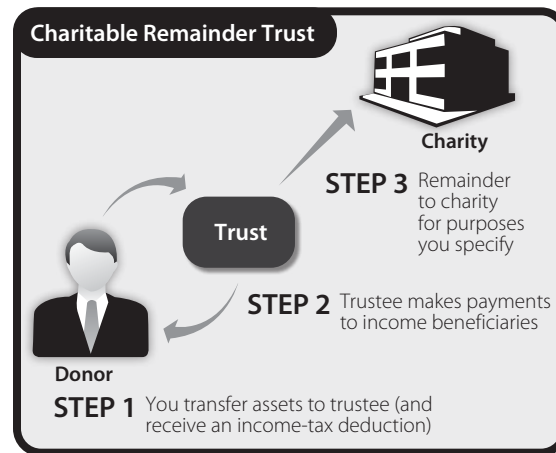 Charitable Remainder Trust
Charity
STEP 3 Remainder
to charity
for purposes
you specify
Trust
STEP 2 Trustee makes payments
to income beneficiaries
Donor
STEP 1 You transfer assets to trustee (and
receive an income-tax deduction)